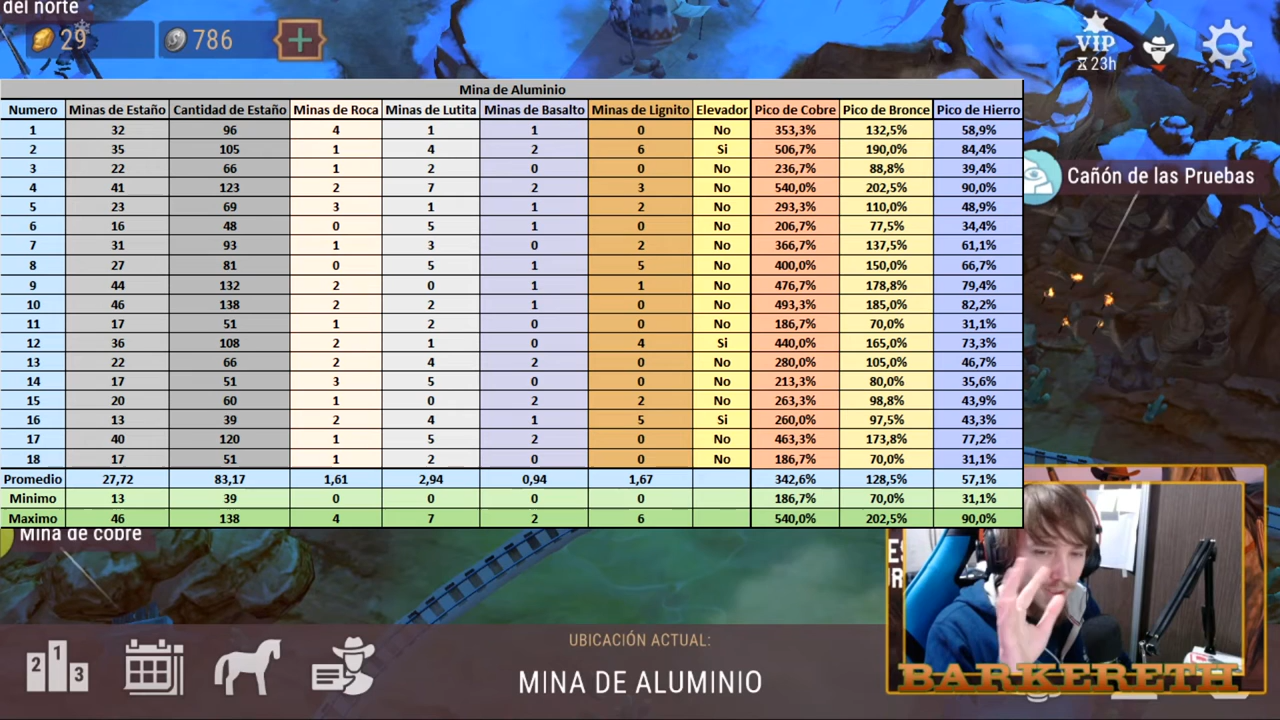 del norte
29
786
VIP
23h
Mina de Aluminio
Numero Minas de Estaño Cantidad de Estaño Minas de Roca Minas de Lutita Minas de Basalto Minas de Lignito Elevador Pico de Cobre Pico de Bronce Pico de Hierro
1 32 96 4 1 1 0 No 353,3% 132,5% 58,9%
2 35 105 1 4 2 6 Si 506,7% 190,0% 84,4%
3 22 66 1 2 0 0 No 236,7% 88,8% 39,4%
4 41 123 2 7 2 3 No 540,0% 202,5% 90,0%
5 23 69 3 1 1 2 No 293,3% 110,0% 48,9%
6 16 48 0 5 1 0 No 206,7% 77,5% 34,4%
7 31 93 1 3 0 2 No 366,7% 137,5% 61,1%
8 27 81 0 5 1 5 No 400,0% 150,0% 66,7%
9 44 132 2 0 1 1 No 476,7% 178,8% 79,4%
10 46 138 2 2 1 0 No 493,3% 185,0% 82,2%
11 17 51 1 2 0 0 No 186,7% 70,0% 31,1%
12 36 108 2 1 0 4 Si 440,0% 165,0% 73,3%
13 22 66 2 4 2 0 No 280,0% 105,0% 46,7%
14 17 51 3 5 0 0 No 213,3% 80,0% 35,6%
15 20 60 1 0 2 2 No 263,3% 98,8% 43,9%
16 13 39 2 4 1 5 Si 260,0% 97,5% 43,3%
17 40 120 1 5 2 0 No 463,3% 173,8% 77,2%
18 17 51 1 2 0 0 No 186,7% 70,0% 31,1%
Promedio 27,72 83,17 1,61 2,94 0,94 1,67 342,6% 128,5% 57,1%
Minimo 13 39 0 0 0 0 186,7% 70,0% 31,1%
Maximo 46 138 4 7 2 6 540,0% 202,5% 90,0%
Cañón de las Pruebas
Mina de cobre
2 1 3
UBICACIÓN ACTUAL:
MINA DE ALUMINIO
BARKERETH